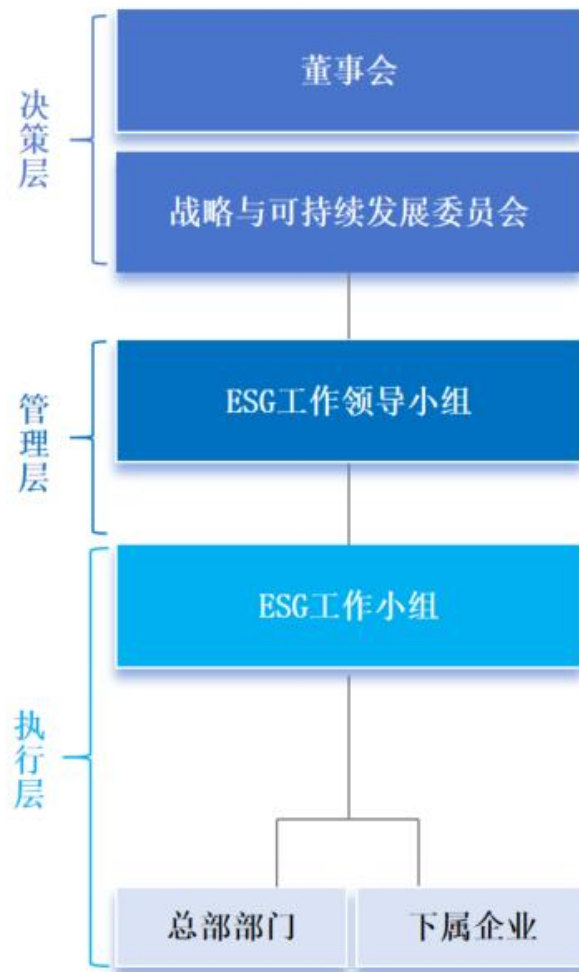 决策层
董事会
战略与可持续发展委员会
管理层
ESG工作领导小组
执行层
ESG工作小组
总部部门
下属企业